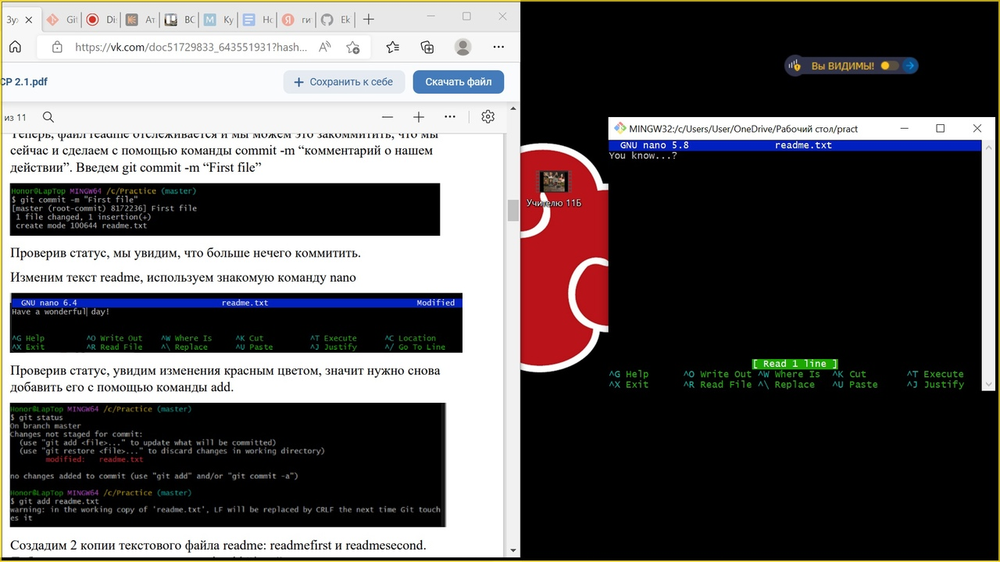 Зу
Gi
Di
Ат
ВС
Ку
Но
ги
Ek
https://vk.com/doc51729833_643551931?hash...
СР 2.1.pdf
Сохранить к себе
Скачать файл
из 11
Теперь, файл readme отслеживается и мы можем это закоммитить, что мы
сейчас и сделаем с помощью команды commit -m “комментарий о нашем
действии”. Введем git commit -m “First file”
Honor@LapTop MINGW64 /c/Practice (master)
$ git commit -m "First file"
[master (root-commit) 8172236] First file
1 file changed, 1 insertion(+)
create mode 100644 readme.txt
Проверив статус, мы увидим, что больше нечего коммитить.
Изменим текст readme, используем знакомую команду nano
GNU nano 6.4 readme.txt Modified
Have a wonderful day!
^G Help ^O Write Out ^W Where Is ^K Cut ^T Execute ^C Location
^X Exit ^R Read File ^\ Replace ^U Paste ^J Justify ^/ Go To Line
Проверив статус, увидим изменения красным цветом, значит нужно снова
добавить его с помощью команды add.
Honor@LapTop MINGW64 /c/Practice (master)
$ git status
On branch master
Changes not staged for commit:
(use "git add <file>..." to update what will be committed)
(use "git restore <file>..." to discard changes in working directory)
modified: readme.txt
no changes added to commit (use "git add" and/or "git commit -a")
Honor@LapTop MINGW64 /c/Practice (master)
$ git add readme.txt
warning: in the working copy of 'readme.txt', LF will be replaced by CRLF the next time Git touch
es it
Создадим 2 копии текстового файла readme: readmefirst и readmesecond.
Вы ВИДИМЫ!
Учителю 11Б
MINGW32:/c/Users/User/OneDrive/Рабочий стол/pract
GNU nano 5.8 readme.txt
You know...?
[ Read 1 line ]
^G Help ^O Write Out ^W Where Is ^K Cut ^T Execute
^X Exit ^R Read File ^\ Replace ^U Paste ^J Justify